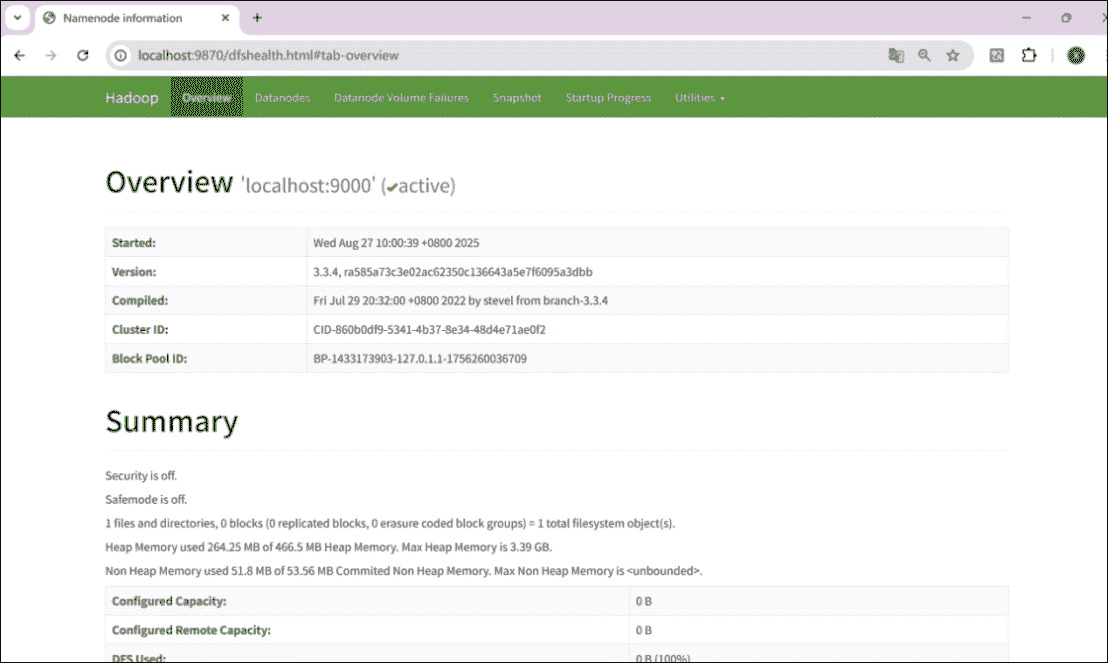 Namenode information
localhost:9870/dfshealth.html#tab-overview
Hadoop Overview Datanodes Datanode Volume Failures Snapshot Startup Progress Utilities
Overview 'localhost:9000' (✔active)
Started: Wed Aug 27 10:00:39 +0800 2025
Version: 3.3.4, ra585a73c3e02ac62350c136643a5e7f6095a3dbb
Compiled: Fri Jul 29 20:32:00 +0800 2022 by stevel from branch-3.3.4
Cluster ID: CID-860b0df9-5341-4b37-8e34-48d4e71ae0f2
Block Pool ID: BP-1433173903-127.0.1.1-1756260036709
Summary
Security is off.
Safemode is off.
1 files and directories, 0 blocks (0 replicated blocks, 0 erasure coded block groups) = 1 total filesystem object(s).
Heap Memory used 264.25 MB of 466.5 MB Heap Memory. Max Heap Memory is 3.39 GB.
Non Heap Memory used 51.8 MB of 53.56 MB Commited Non Heap Memory. Max Non Heap Memory is <unbounded>.
Configured Capacity: 0 B
Configured Remote Capacity: 0 B
DFS Used: 0 B (100%)